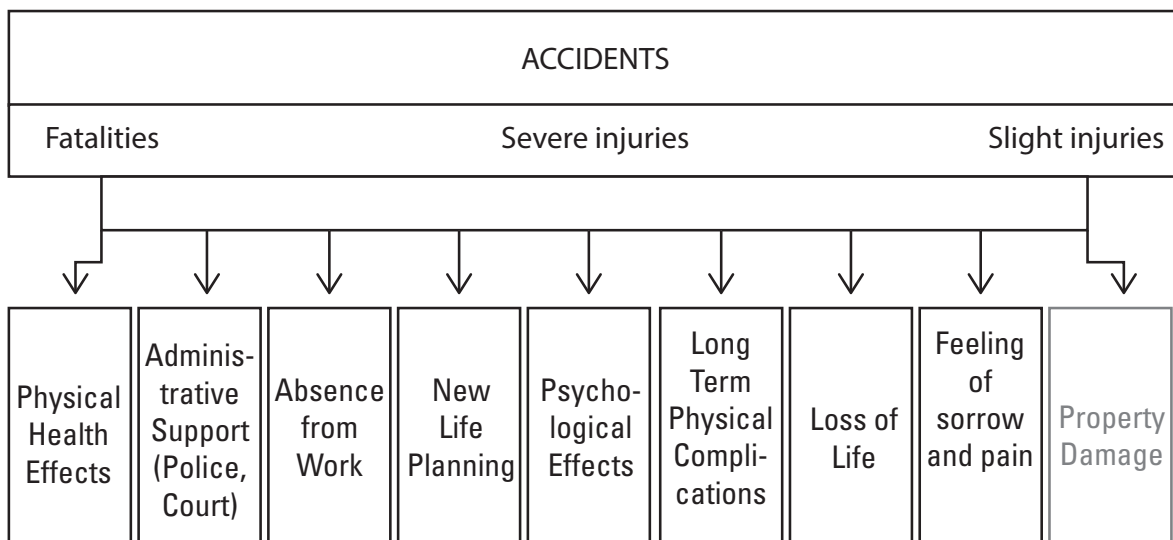 ACCIDENTS
Fatalities
Severe injuries
Slight injuries
Physical
Health
Effects
Adminis-
trative
Support
(Police,
Court)
Absence
from
Work
New
Life
Planning
Psycho-
logical
Effects
Long
Term
Physical
Compli-
cations
Loss of
Life
Feeling
of
sorrow
and pain
Property
Damage